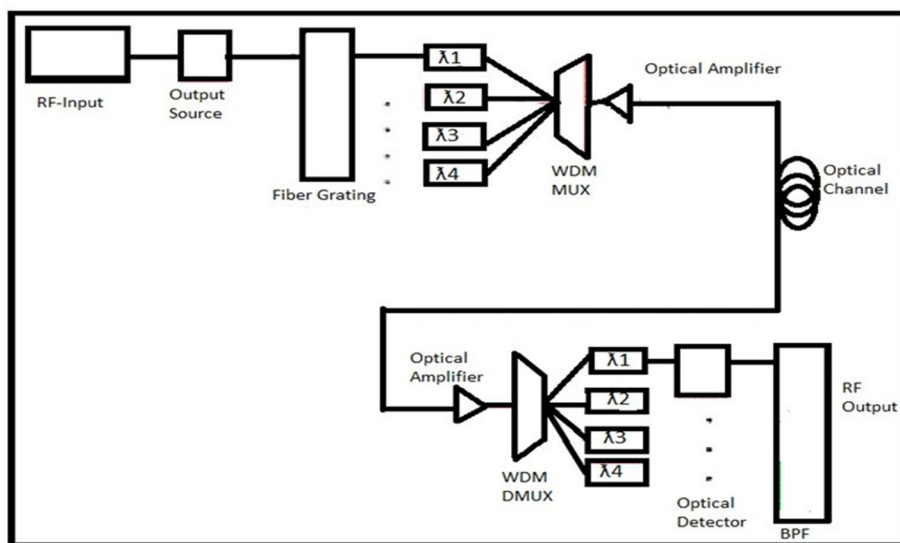 RF-Input
Output
Source
Fiber Grating
λ1
λ2
λ3
λ4
WDM
MUX
Optical Amplifier
Optical
Channel
Optical
Amplifier
WDM
DMUX
λ1
λ2
λ3
λ4
Optical
Detector
RF
Output
BPF